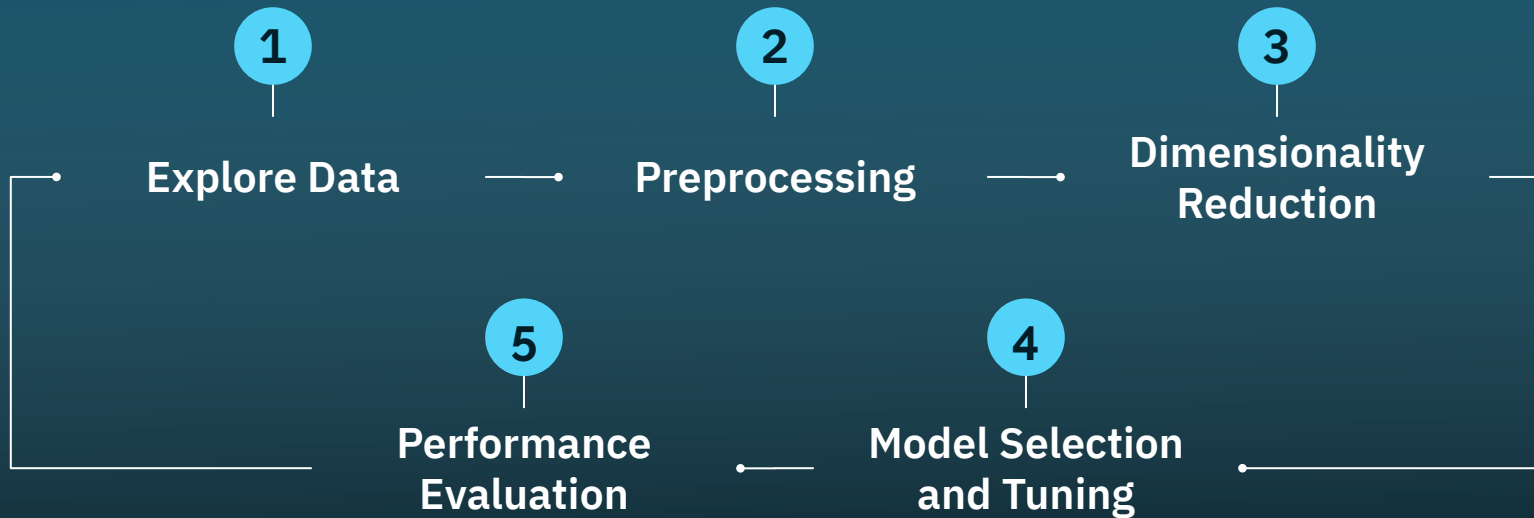 1
Explore Data
2
Preprocessing
3
Dimensionality
Reduction
4
Model Selection
and Tuning
5
Performance
Evaluation